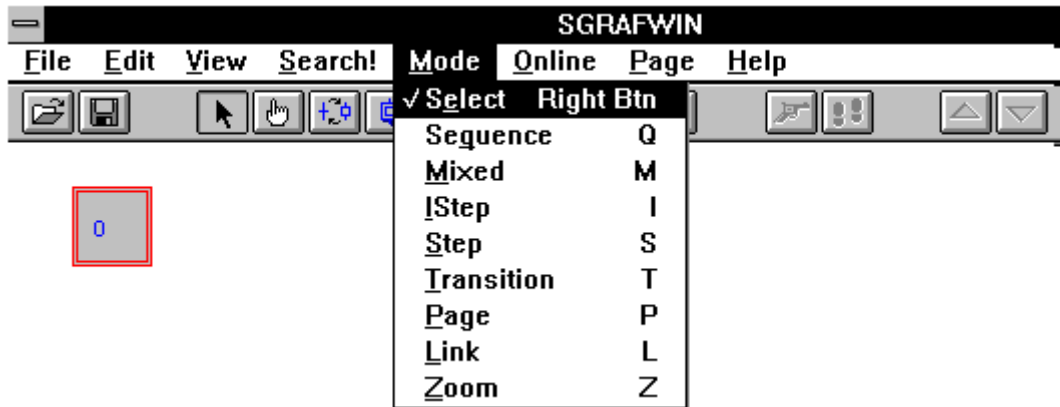 SGRAFWIN
File Edit View Search! Mode Online Page Help
✓ Select Right Btn
Sequence Q
Mixed M
IStep I
Step S
Transition T
Page P
Link L
Zoom Z
0